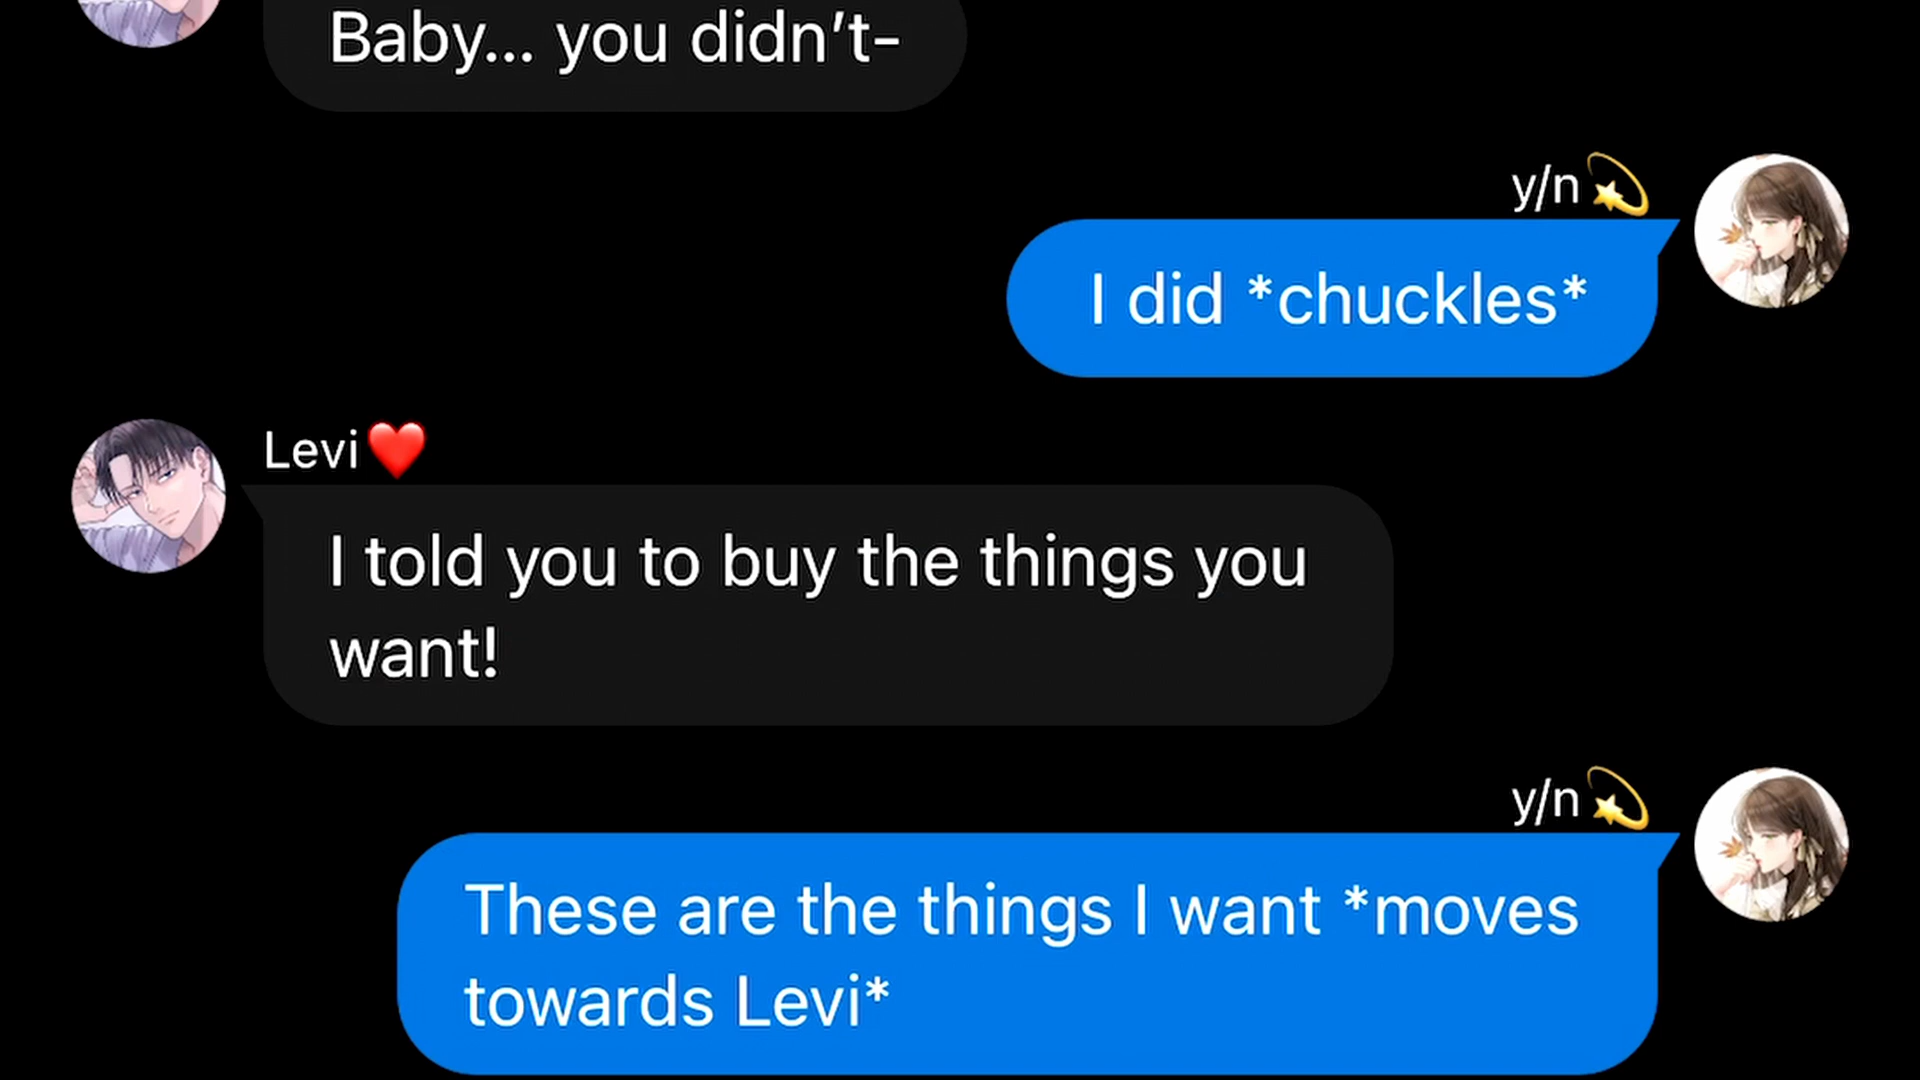 Baby... you didn't-
y/n💫
I did *chuckles*
Levi❤️
I told you to buy the things you
want!
y/n💫
These are the things I want *moves
towards Levi*